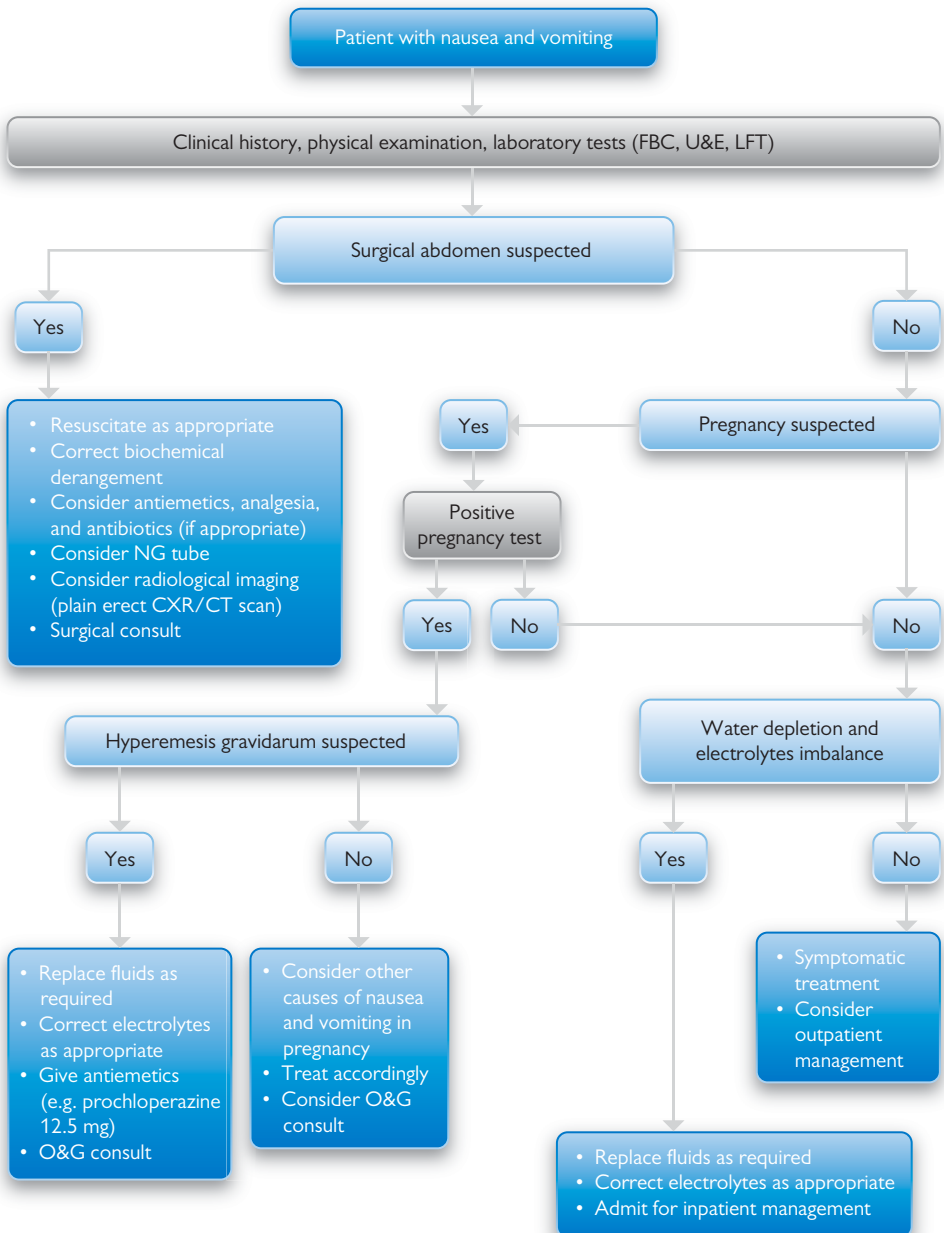 Patient with nausea and vomiting
Clinical history, physical examination, laboratory tests (FBC, U&E, LFT)
Surgical abdomen suspected
Yes
No
• Resuscitate as appropriate
• Correct biochemical
derangement
• Consider antiemetics, analgesia,
and antibiotics (if appropriate)
• Consider NG tube
• Consider radiological imaging
(plain erect CXR/CT scan)
• Surgical consult
Yes
Pregnancy suspected
Positive
pregnancy test
Yes
No
No
Hyperemesis gravidarum suspected
Water depletion and
electrolytes imbalance
Yes
No
Yes
No
• Replace fluids as
required
• Correct electrolytes
as appropriate
• Give antiemetics
(e.g. prochloperazine
12.5 mg)
• O&G consult
• Consider other
causes of nausea
and vomiting in
pregnancy
• Treat accordingly
• Consider O&G
consult
• Symptomatic
treatment
• Consider
outpatient
management
• Replace fluids as required
• Correct electrolytes as appropriate
• Admit for inpatient management